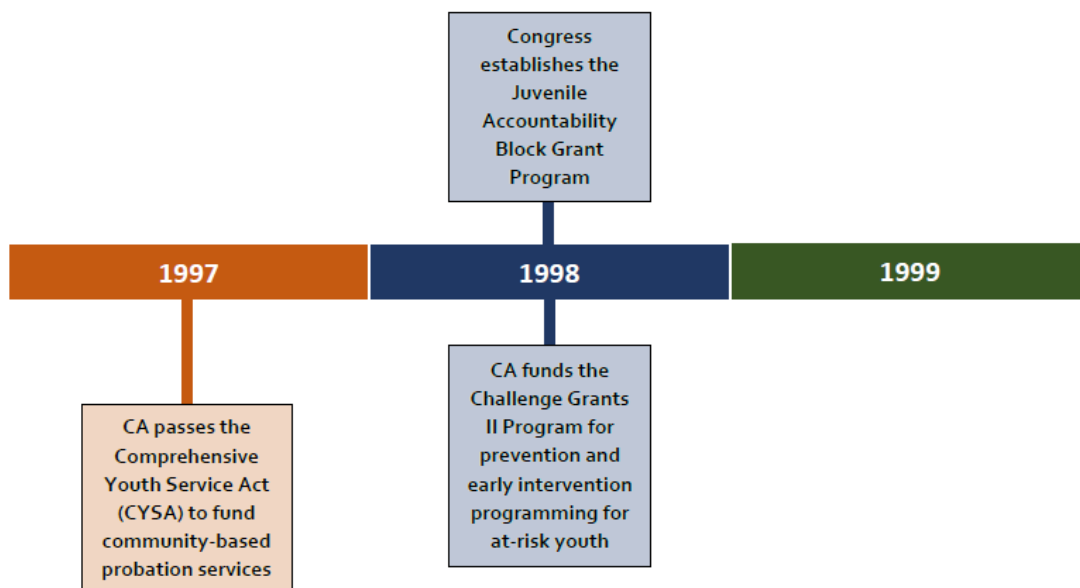 Congress
establishes the
Juvenile
Accountability
Block Grant
Program
1997
1998
1999
CA passes the
Comprehensive
Youth Service Act
(CYSA) to fund
community-based
probation services
CA funds the
Challenge Grants
II Program for
prevention and
early intervention
programming for
at-risk youth